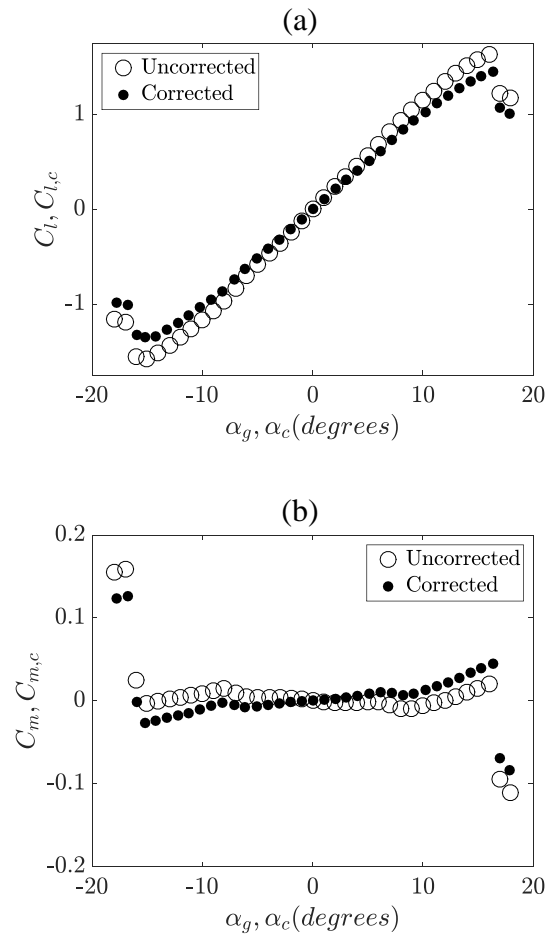 (a)
Uncorrected
Corrected
1
0
-1
C_l, C_{l,c}
-20 -10 0 10 20
α_g, α_c(degrees)
(b)
0.2
Uncorrected
Corrected
0.1
0
-0.1
-0.2
C_m, C_{m,c}
-20 -10 0 10 20
α_g, α_c(degrees)